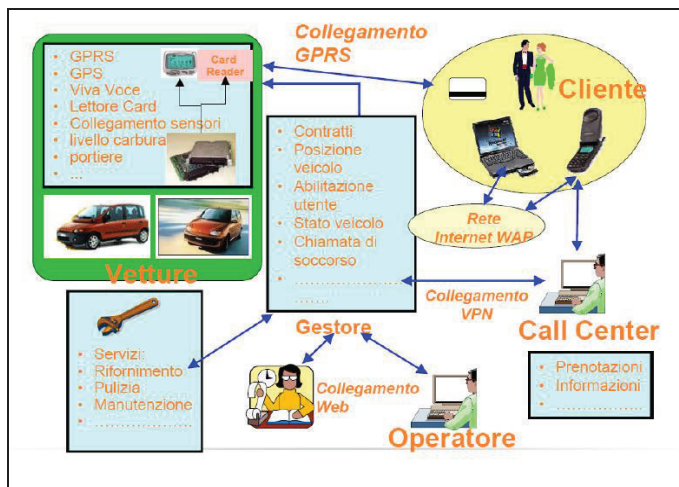 Collegamento
GPRS
• GPRS
• GPS
• Viva Voce
• Lettore Card
• Collegamento sensori
• livello carbura
• portiere
• ...
Card
Reader
Vetture
Cliente
• Contratti
• Posizione
veicolo
• Abilitazione
utente
• Stato veicolo
• Chiamata di
soccorso
• ......................
.......
Gestore
Rete
Internet WAP
Collegamento
VPN
Call Center
• Prenotazioni
• Informazioni
• ......................
• Servizi:
• Rifornimento
• Pulizia
• Manutenzione
• ......................
Collegamento
Web
Operatore